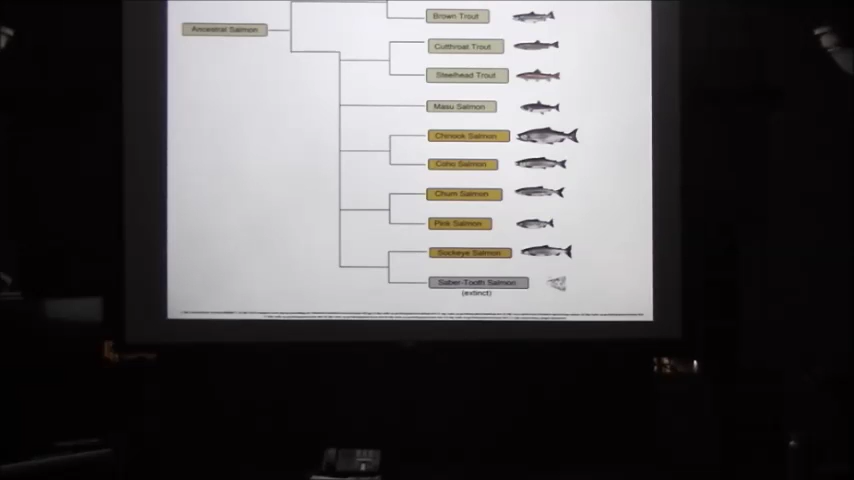 Brown Trout
Ancestral Salmon
Cutthroat Trout
Steelhead Trout
Masu Salmon
Chinook Salmon
Coho Salmon
Chum Salmon
Pink Salmon
Sockeye Salmon
Saber-Tooth Salmon
(extinct)